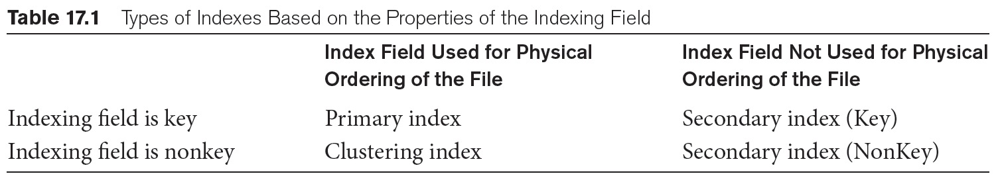 Table 17.1 Types of Indexes Based on the Properties of the Indexing Field
Index Field Used for Physical Ordering of the File
Index Field Not Used for Physical Ordering of the File
Indexing field is key Primary index Secondary index (Key)
Indexing field is nonkey Clustering index Secondary index (NonKey)